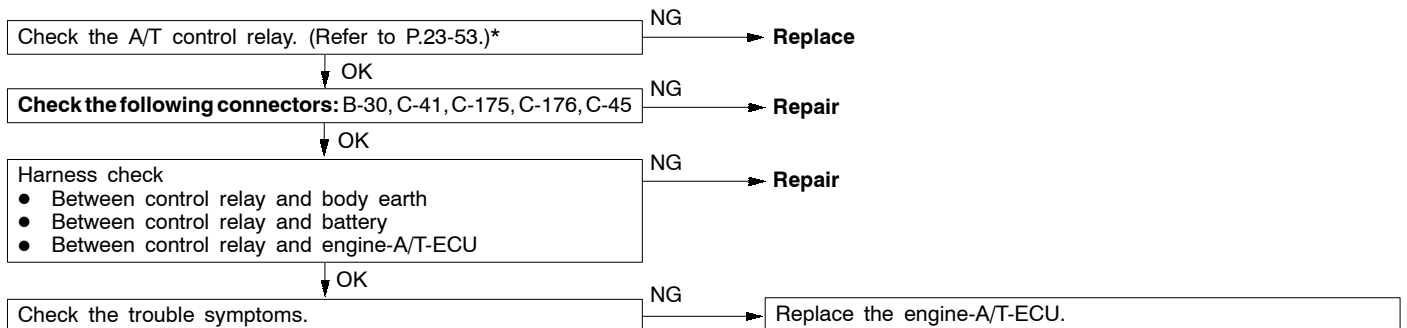 Check the A/T control relay. (Refer to P.23-53.)*
NG
Replace
OK
Check the following connectors: B-30, C-41, C-175, C-176, C-45
NG
Repair
OK
Harness check
● Between control relay and body earth
● Between control relay and battery
● Between control relay and engine-A/T-ECU
NG
Repair
OK
Check the trouble symptoms.
NG
Replace the engine-A/T-ECU.